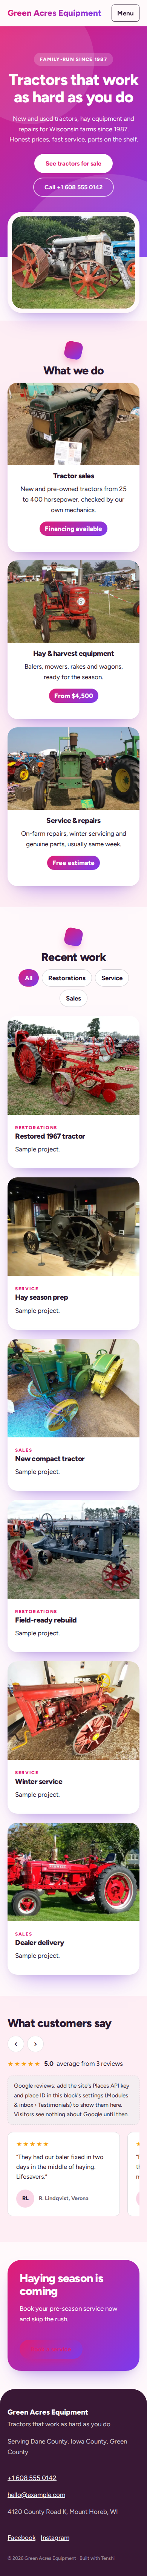 Green Acres Equipment
Menu
FAMILY-RUN SINCE 1987
Tractors that work
as hard as you do
New and used tractors, hay equipment and
repairs for Wisconsin farms since 1987.
Honest prices, fast service, parts on the shelf.
See tractors for sale
Call +1 608 555 0142
What we do
Tractor sales
New and pre-owned tractors from 25
to 400 horsepower, checked by our
own mechanics.
Financing available
Hay & harvest equipment
Balers, mowers, rakes and wagons,
ready for the season.
From $4,500
Service & repairs
On-farm repairs, winter servicing and
genuine parts, usually same week.
Free estimate
Recent work
All
Restorations
Service
Sales
RESTORATIONS
Restored 1967 tractor
Sample project.
SERVICE
Hay season prep
Sample project.
SALES
New compact tractor
Sample project.
RESTORATIONS
Field-ready rebuild
Sample project.
SERVICE
Winter service
Sample project.
SALES
Dealer delivery
Sample project.
What customers say
‹ ›
★★★★★ 5.0 average from 3 reviews
Google reviews: add the site's Places API key
and place ID in this block's settings (Modules
& inbox › Testimonials) to show them here.
Visitors see nothing about Google until then.
★★★★★
"They had our baler fixed in two
days in the middle of haying.
Lifesavers."
RL
R. Lindqvist, Verona
Haying season is
coming
Book your pre-season service now
and skip the rush.
Green Acres Equipment
Tractors that work as hard as you do
Serving Dane County, Iowa County, Green
County
+1 608 555 0142
hello@example.com
4120 County Road K, Mount Horeb, WI
Facebook Instagram
© 2026 Green Acres Equipment · Built with Tenshi